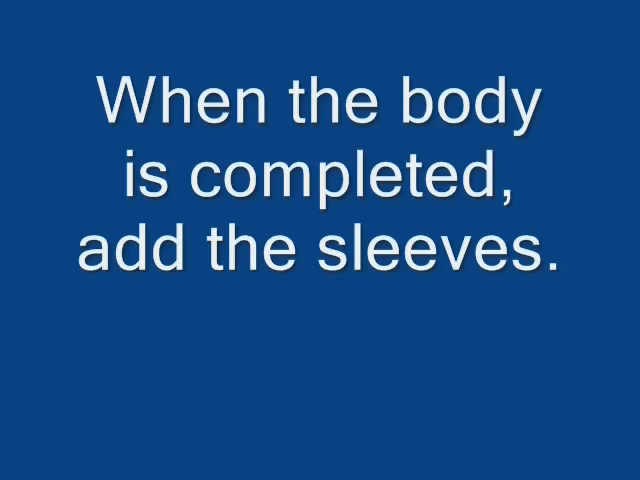 When the body
is completed,
add the sleeves.